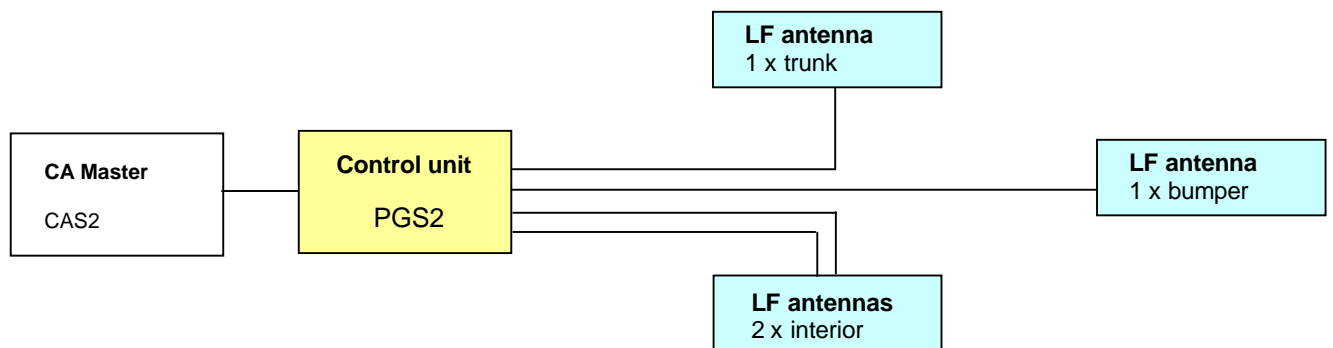 LF antenna
1 x trunk
CA Master
CAS2
Control unit
PGS2
LF antenna
1 x bumper
LF antennas
2 x interior